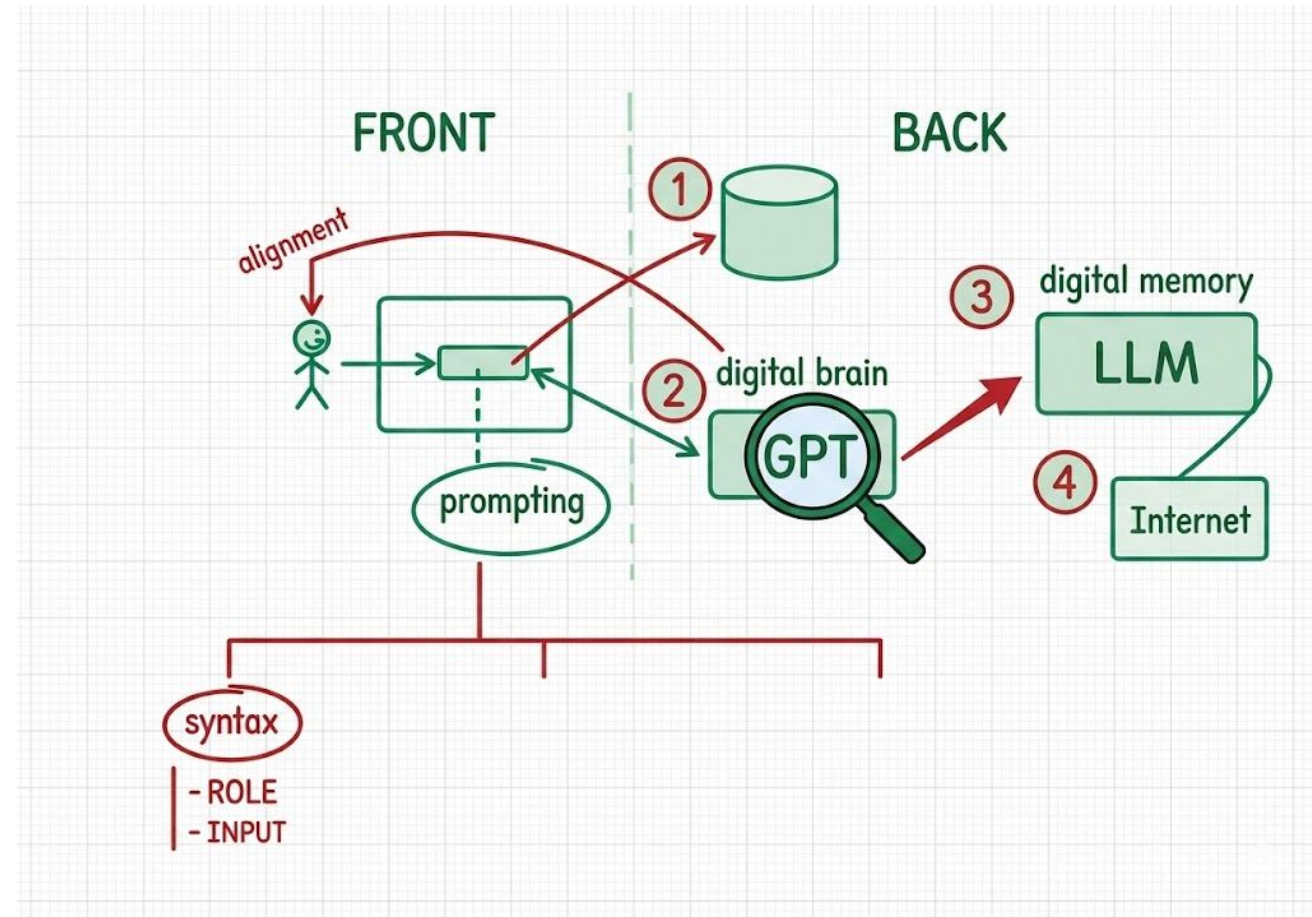 FRONT
BACK
1
alignment
3
digital memory
LLM
2
digital brain
GPT
4
Internet
prompting
syntax
- ROLE
- INPUT